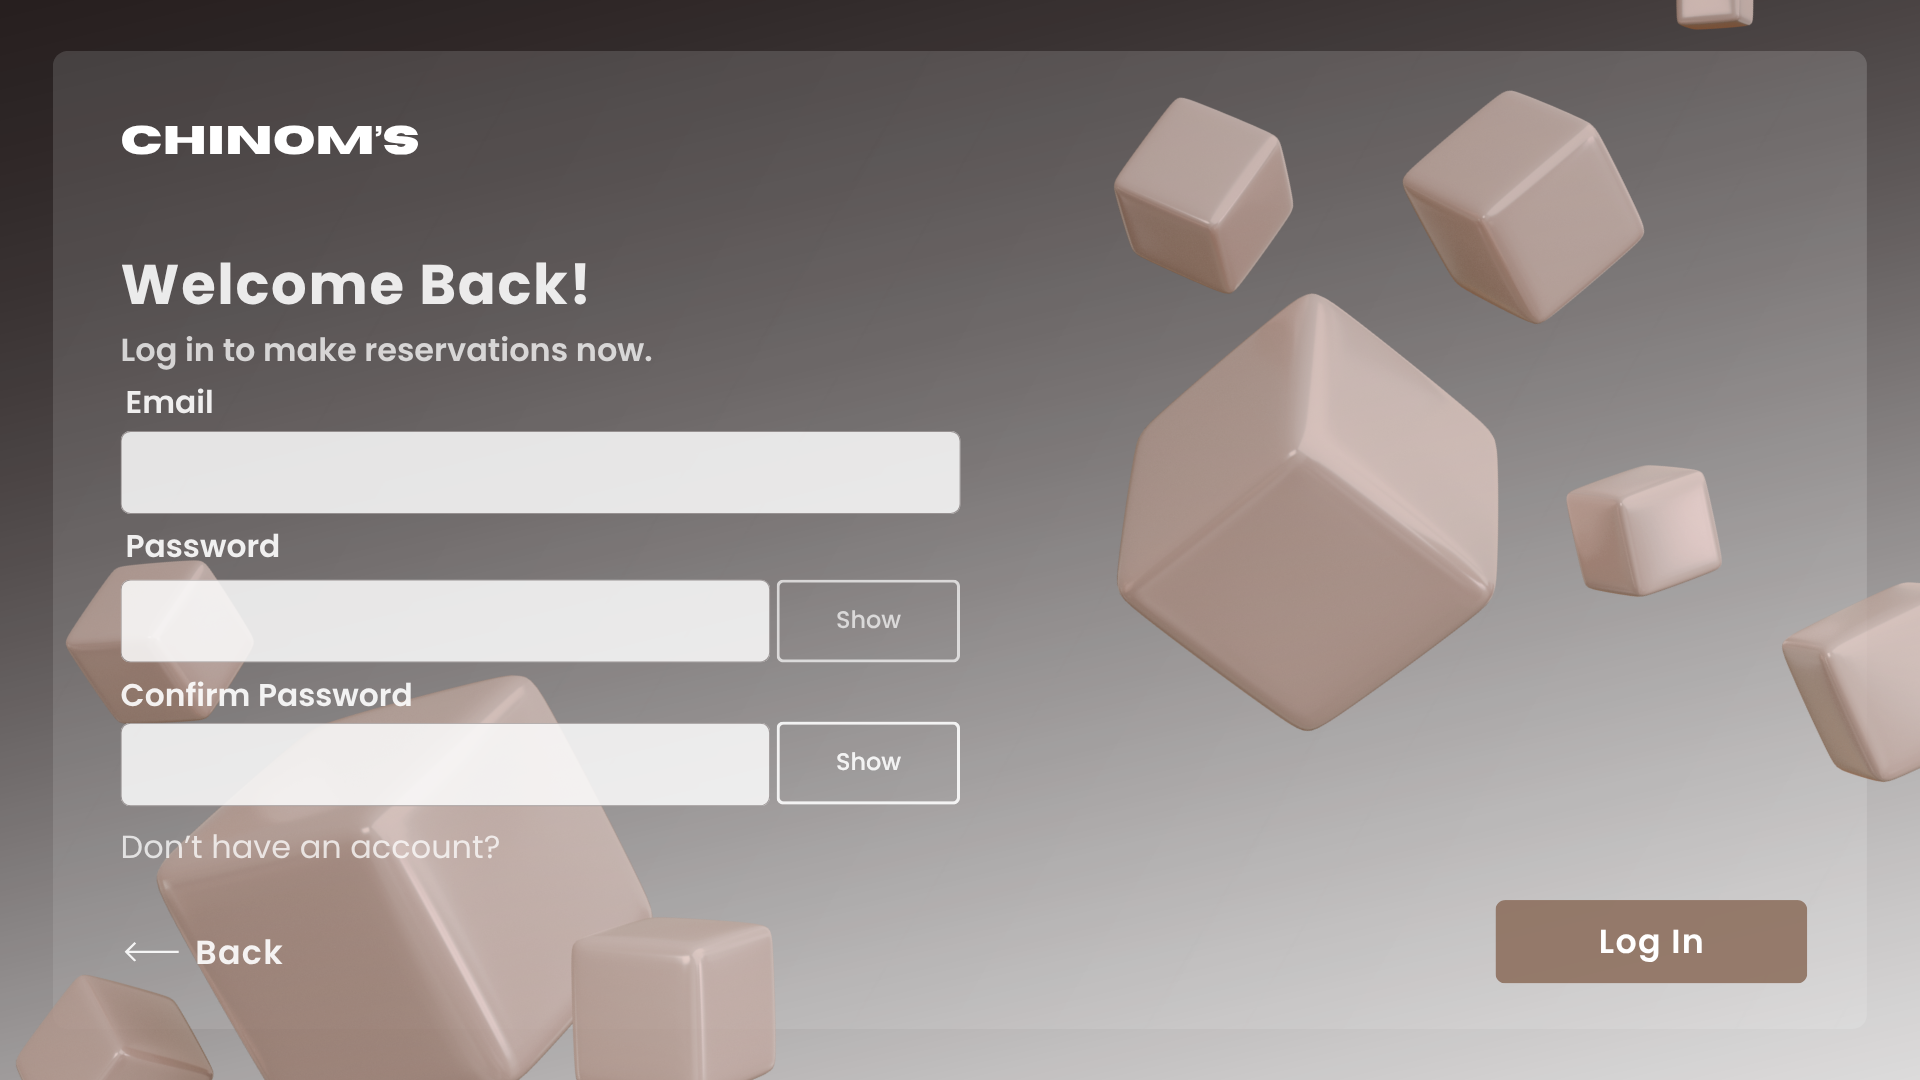 CHINOM’S
Welcome Back!
Log in to make reservations now.
Email
Password
Show
Confirm Password
Show
Don’t have an account?
Back
Log In